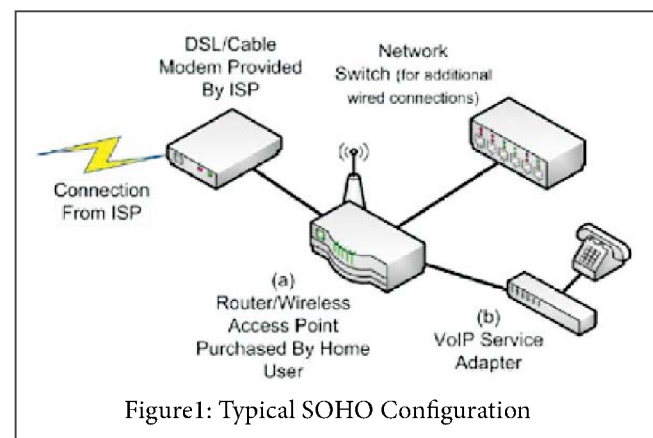 DSL/Cable
Modem Provided
By ISP
Network
Switch (for additional
wired connections)
Connection
From ISP
(a)
Router/Wireless
Access Point
Purchased By Home
User
(b)
VoIP Service
Adapter
Figure1: Typical SOHO Configuration